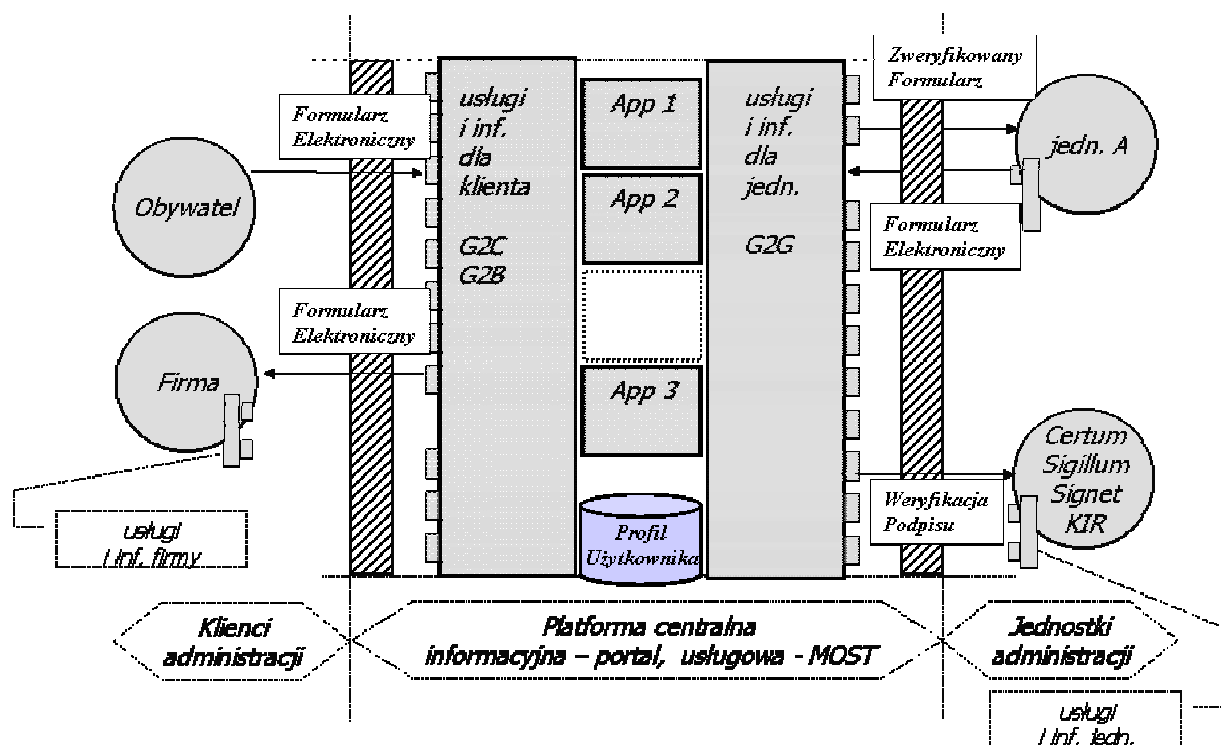 Zweryfikowany
Formularz
Formularz
Elektroniczny
usługi
i inf.
dla
klienta
G2C
G2B
App 1
App 2
App 3
usługi
i inf.
dla
jedn.
G2G
jedn. A
Obywatel
Formularz
Elektroniczny
Formularz
Elektroniczny
Firma
Certum
Sigillum
Signet
KIR
Weryfikacja
Podpisu
Profil
Użytkownika
usługi
i inf. firmy
Klienci
administracji
Platforma centralna
informacyjna – portal, usługowa - MOST
Jednostki
administracji
usługi
i inf. jedn.